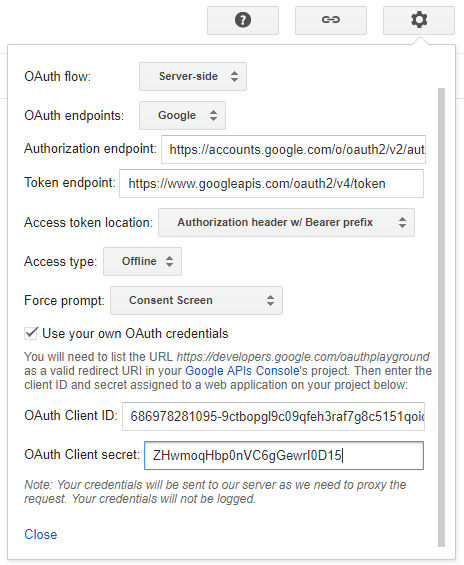 OAuth flow: Server-side
OAuth endpoints: Google
Authorization endpoint: https://accounts.google.com/o/oauth2/v2/aut
Token endpoint: https://www.googleapis.com/oauth2/v4/token
Access token location: Authorization header w/ Bearer prefix
Access type: Offline
Force prompt: Consent Screen
Use your own OAuth credentials
You will need to list the URL https://developers.google.com/oauthplayground
as a valid redirect URI in your Google APIs Console's project. Then enter the
client ID and secret assigned to a web application on your project below:
OAuth Client ID: 686978281095-9ctbopgl9c09qfeh3raf7g8c5151qoic
OAuth Client secret: ZHwmoqHbp0nVC6gGewrI0D15
Note: Your credentials will be sent to our server as we need to proxy the
request. Your credentials will not be logged.
Close